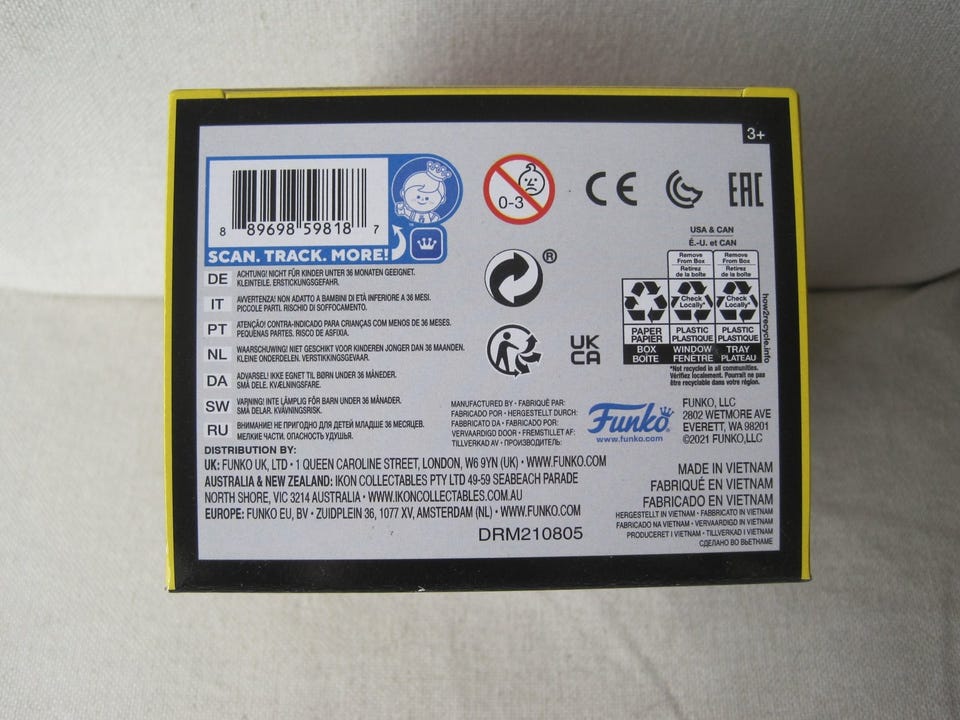 3+
8 89698 59818 7
SCAN. TRACK. MORE!
™
0-3
CE
EAC
®
UK
CA
USA & CAN
É.-U. et CAN
Remove From Box
Retirez de la boîte
Remove From Box
Retirez de la boîte
Check Locally*
Check Locally*
PAPER PAPIER
PLASTIC PLASTIQUE
PLASTIC PLASTIQUE
BOX BOITE
WINDOW FENÊTRE
TRAY PLATEAU
how2recycle.info
*Not recycled in all communities.
Vérifiez localement. Pourrait ne pas
être recyclé dans votre région.
DE ACHTUNG! NICHT FÜR KINDER UNTER 36 MONATEN GEEIGNET.
KLEINTEILE. ERSTICKUNGSGEFAHR.
IT AVVERTENZA! NON ADATTO A BAMBINI DI ETÀ INFERIORE A 36 MESI.
PICCOLE PARTI. RISCHIO DI SOFFOCAMENTO.
PT ATENÇÃO! CONTRA-INDICADO PARA CRIANÇAS COM MENOS DE 36 MESES.
PEQUENAS PARTES. RISCO DE ASFIXIA.
NL WAARSCHUWING! NIET GESCHIKT VOOR KINDEREN JONGER DAN 36 MAANDEN.
KLEINE ONDERDELEN. VERSTIKKINGSGEVAAR.
DA ADVARSEL! IKKE EGNET TIL BØRN UNDER 36 MÅNEDER.
SMÅ DELE. KVÆLNINGSFARE.
SW VARNING! INTE LÄMPLIG FÖR BARN UNDER 36 MÅNADER.
SMÅ DELAR. KVÄVNINGSRISK.
RU ВНИМАНИЕ! НЕ ПРИГОДНО ДЛЯ ДЕТЕЙ МЛАДШЕ 36 МЕСЯЦЕВ.
МЕЛКИЕ ЧАСТИ. ОПАСНОСТЬ УДУШЬЯ.
MANUFACTURED BY • FABRIQUÉ PAR:
FABRICADO POR • HERGESTELLT DURCH:
FABBRICATO DA • FABRICADO POR:
VERVAARDIGD DOOR • FREMSTILLET AF:
TILLVERKAD AV • ПРОИЗВОДИТЕЛЬ:
Funko®
www.funko.com
FUNKO, LLC
2802 WETMORE AVE
EVERETT, WA 98201
©2021 FUNKO,LLC
DISTRIBUTION BY:
UK: FUNKO UK, LTD • 1 QUEEN CAROLINE STREET, LONDON, W6 9YN (UK) • WWW.FUNKO.COM
AUSTRALIA & NEW ZEALAND: IKON COLLECTABLES PTY LTD 49-59 SEABEACH PARADE
NORTH SHORE, VIC 3214 AUSTRALIA • WWW.IKONCOLLECTABLES.COM.AU
EUROPE: FUNKO EU, BV • ZUIDPLEIN 36, 1077 XV, AMSTERDAM (NL) • WWW.FUNKO.COM
DRM210805
MADE IN VIETNAM
FABRIQUÉ EN VIETNAM
FABRICADO EN VIETNAM
HERGESTELLT IN VIETNAM • FABBRICATO IN VIETNAM
FABRICADO NA VIETNAM • VERVAARDIGD IN VIETNAM
PRODUCERET I VIETNAM • TILLVERKAD I VIETNAM
СДЕЛАНО ВО ВЬЕТНАМЕ